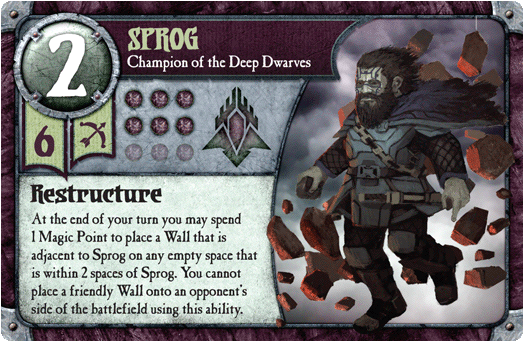 2
SPROG
Champion of the Deep Dwarves
6
Restructure
At the end of your turn you may spend
1 Magic Point to place a Wall that is
adjacent to Sprog on any empty space that
is within 2 spaces of Sprog. You cannot
place a friendly Wall onto an opponent's
side of the battlefield using this ability.